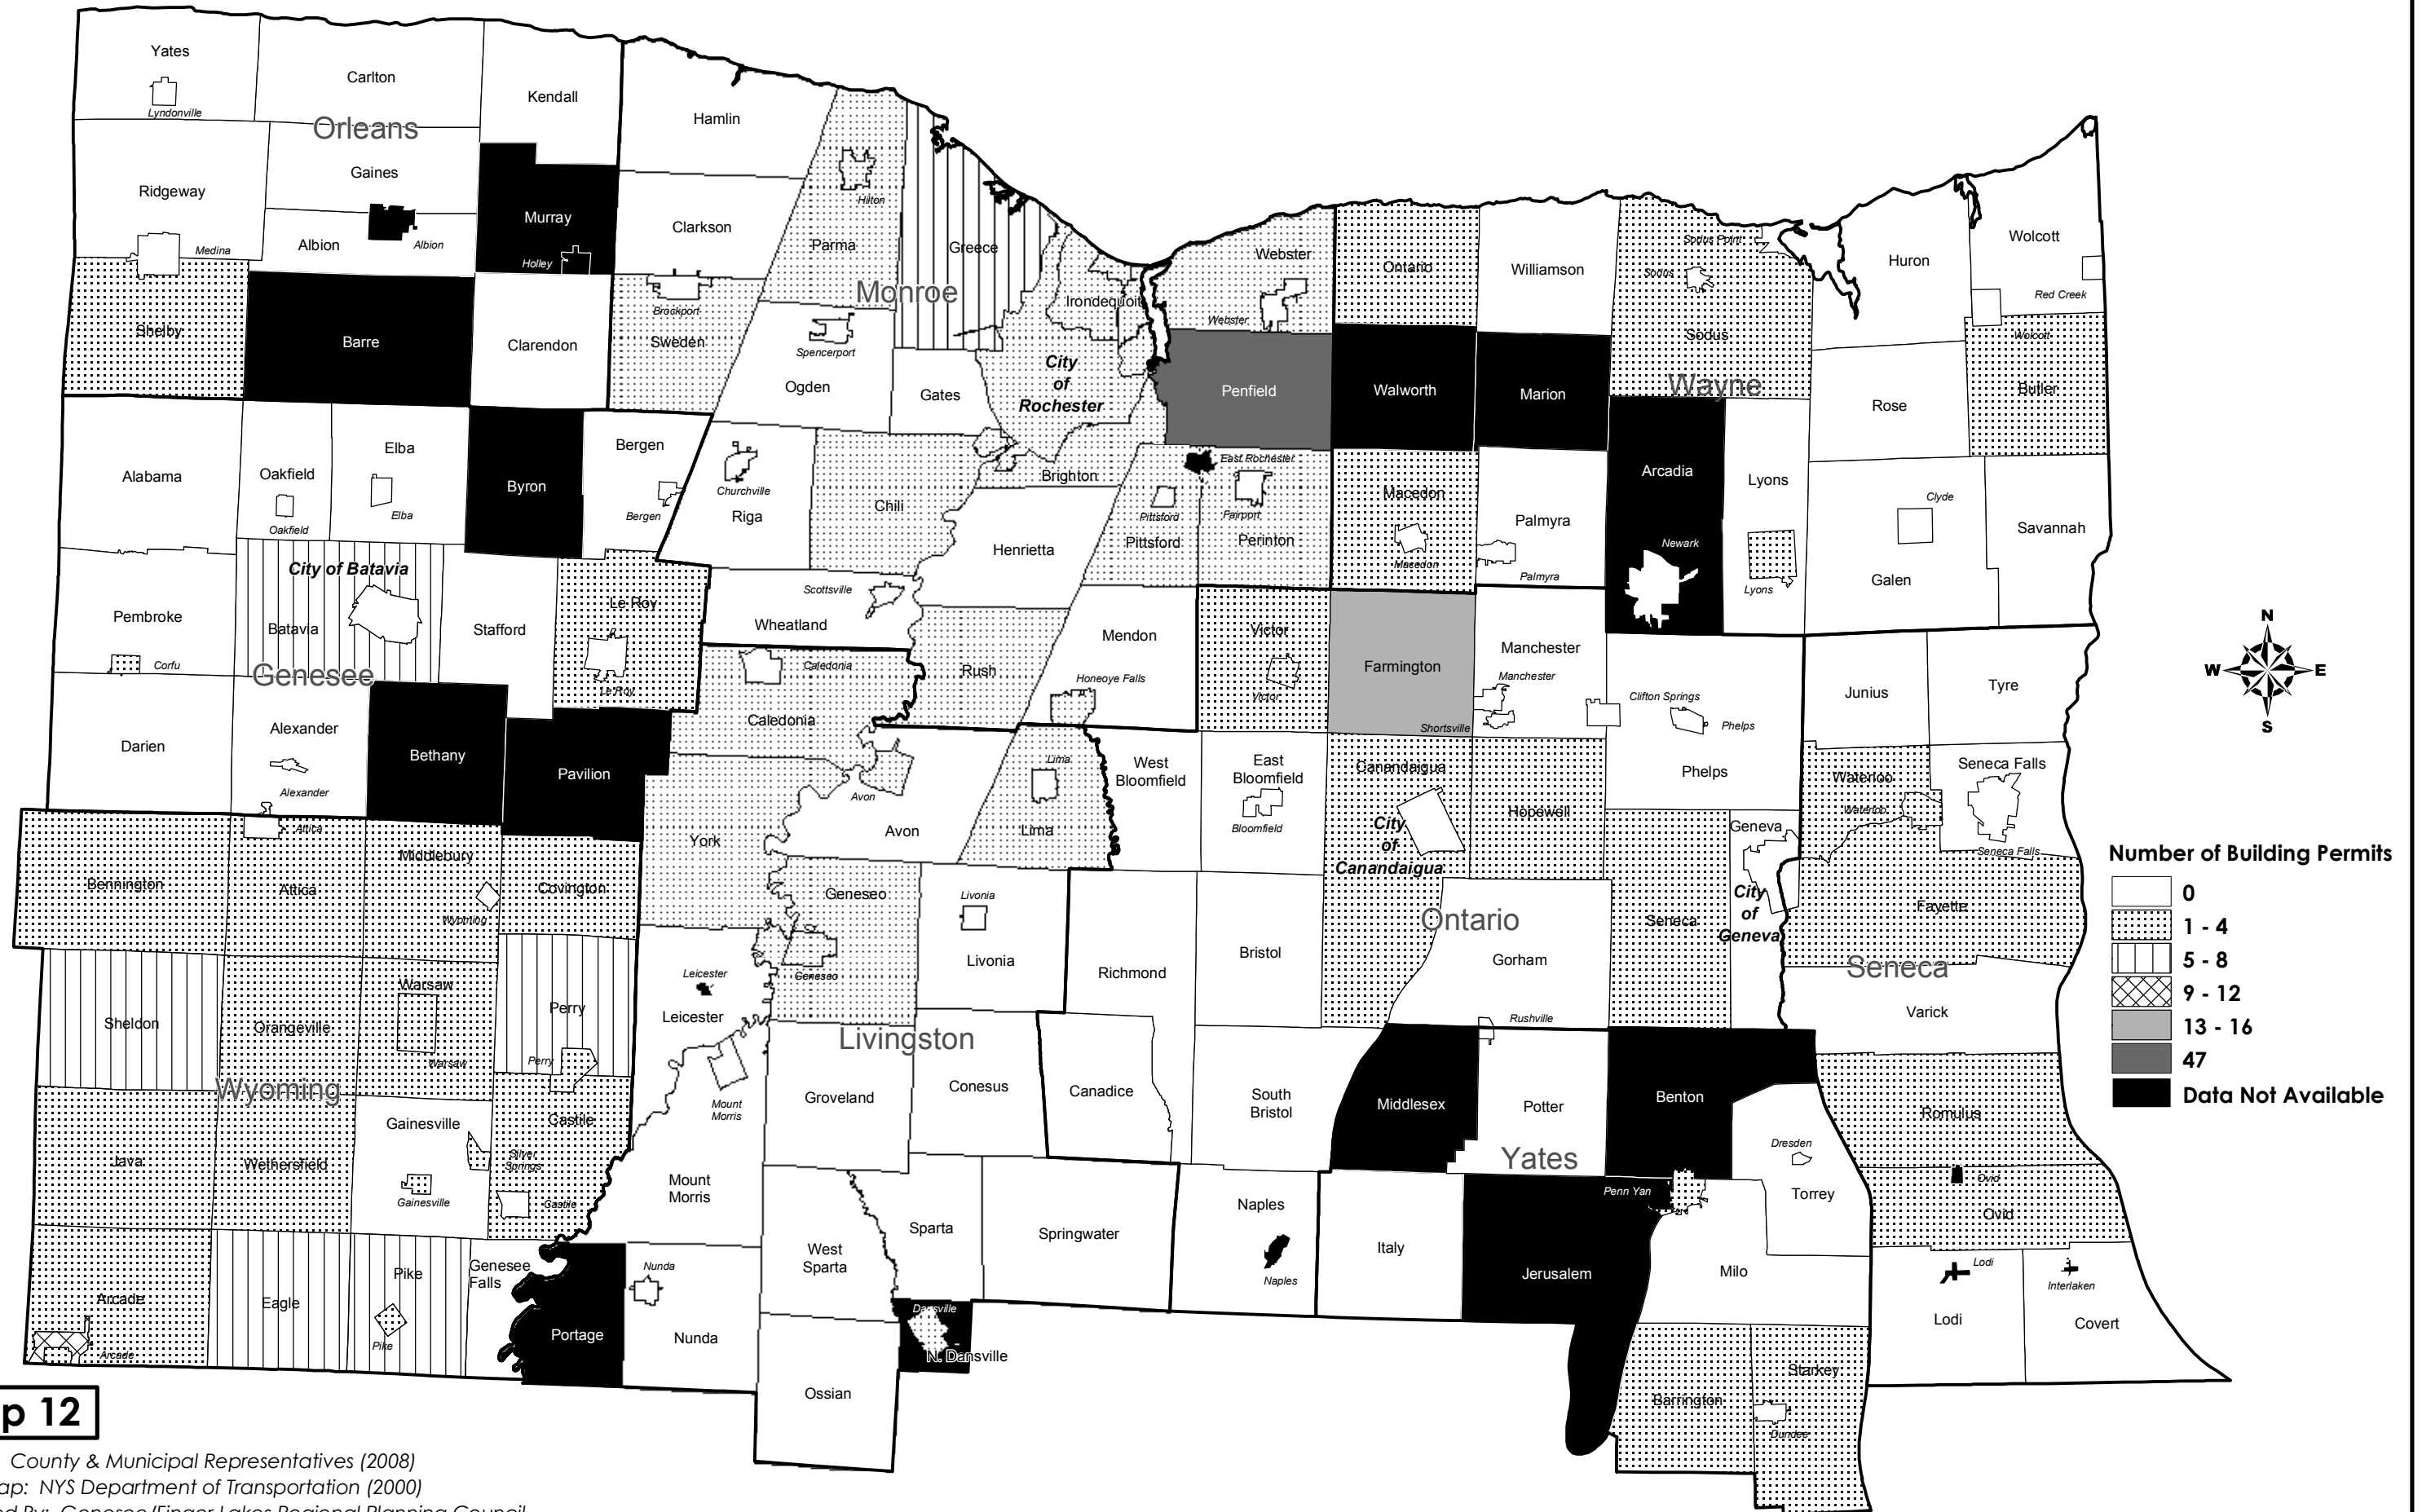 Yates
Lyndonville
Carlton
Kendall
Orleans
Hamlin
Ridgeway
Gaines
Murray
Clarkson
Hilton
Parma
Greece
Medina
Albion
Albion
Holley
Monroe
Webster
Irondequoit
Webster
Ontario
Williamson
Sodus Point
Sodus
Sodus
Huron
Wolcott
Red Creek
Wolcott
Shelby
Barre
Clarendon
Brockport
Sweden
Spencerport
Ogden
Gates
City
of
Rochester
Penfield
Walworth
Marion
Wayne
Rose
Butler
Alabama
Oakfield
Oakfield
Elba
Elba
Byron
Bergen
Bergen
Churchville
Riga
Chili
Brighton
Henrietta
East Rochester
Pittsford
Pittsford
Fairport
Perinton
Macedon
Macedon
Palmyra
Palmyra
Arcadia
Newark
Lyons
Lyons
Clyde
Galen
Savannah
Pembroke
Corfu
City of Batavia
Batavia
Genesee
Stafford
Le Roy
Le Roy
Scottsville
Wheatland
Rush
Mendon
Honeoye Falls
Victor
Victor
Farmington
Shortsville
Manchester
Manchester
Clifton Springs
Phelps
Phelps
Junius
Tyre
N
W
E
S
Darien
Alexander
Alexander
Bethany
Pavilion
Caledonia
Caledonia
York
Avon
Avon
Lima
Lima
West
Bloomfield
East
Bloomfield
Bloomfield
Canandaigua
City
of
Canandaigua
Hopewell
Geneva
City
of
Geneva
Seneca
Waterloo
Waterloo
Seneca Falls
Seneca Falls
Fayette
Seneca
Varick
Bennington
Attica
Attica
Middlebury
Wyoming
Covington
Geneseo
Geneseo
Livonia
Livonia
Richmond
Bristol
Ontario
Gorham
Rushville
Sheldon
Orangeville
Warsaw
Warsaw
Perry
Perry
Leicester
Leicester
Livingston
Wyoming
Gainesville
Gainesville
Castile
Silver
Springs
Castile
Mount
Morris
Groveland
Conesus
Canadice
South
Bristol
Middlesex
Potter
Yates
Benton
Dresden
Torrey
Penn Yan
Romulus
Ovid
Ovid
Java
Wethersfield
Mount
Morris
Arcade
Arcade
Eagle
Pike
Pike
Genesee
Falls
Portage
Nunda
Nunda
West
Sparta
Sparta
Springwater
Dansville
N. Dansville
Ossian
Naples
Naples
Italy
Jerusalem
Milo
Barrington
Starkey
Dundee
Lodi
Lodi
Interlaken
Covert
Number of Building Permits
0
1 - 4
5 - 8
9 - 12
13 - 16
47
Data Not Available
p 12
County & Municipal Representatives (2008)
ap: NYS Department of Transportation (2000)
ed By: Genesee/Finger Lakes Regional Planning Council